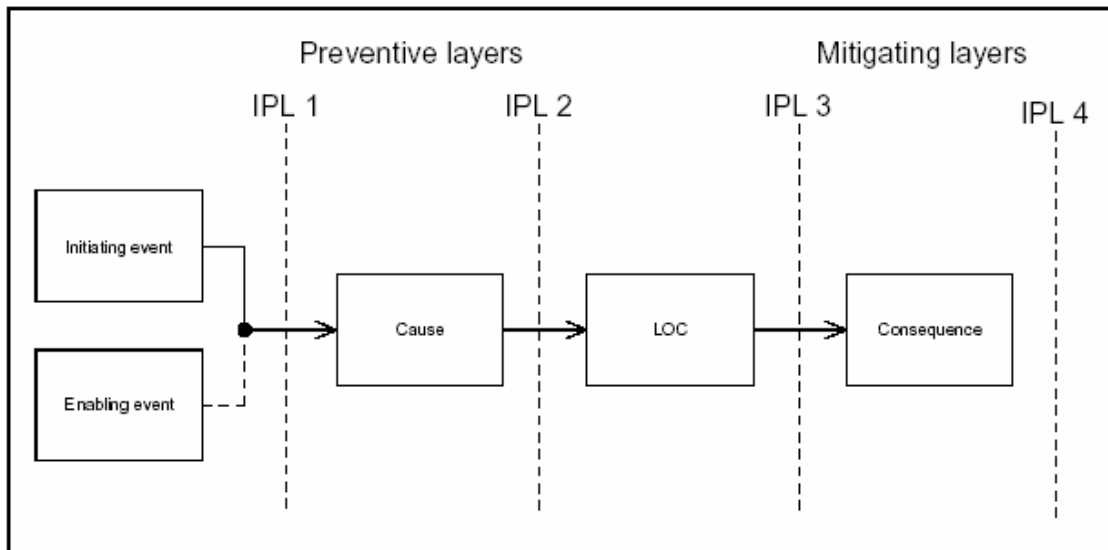 Preventive layers
Mitigating layers
IPL 1
IPL 2
IPL 3
IPL 4
Initiating event
Cause
LOC
Consequence
Enabling event